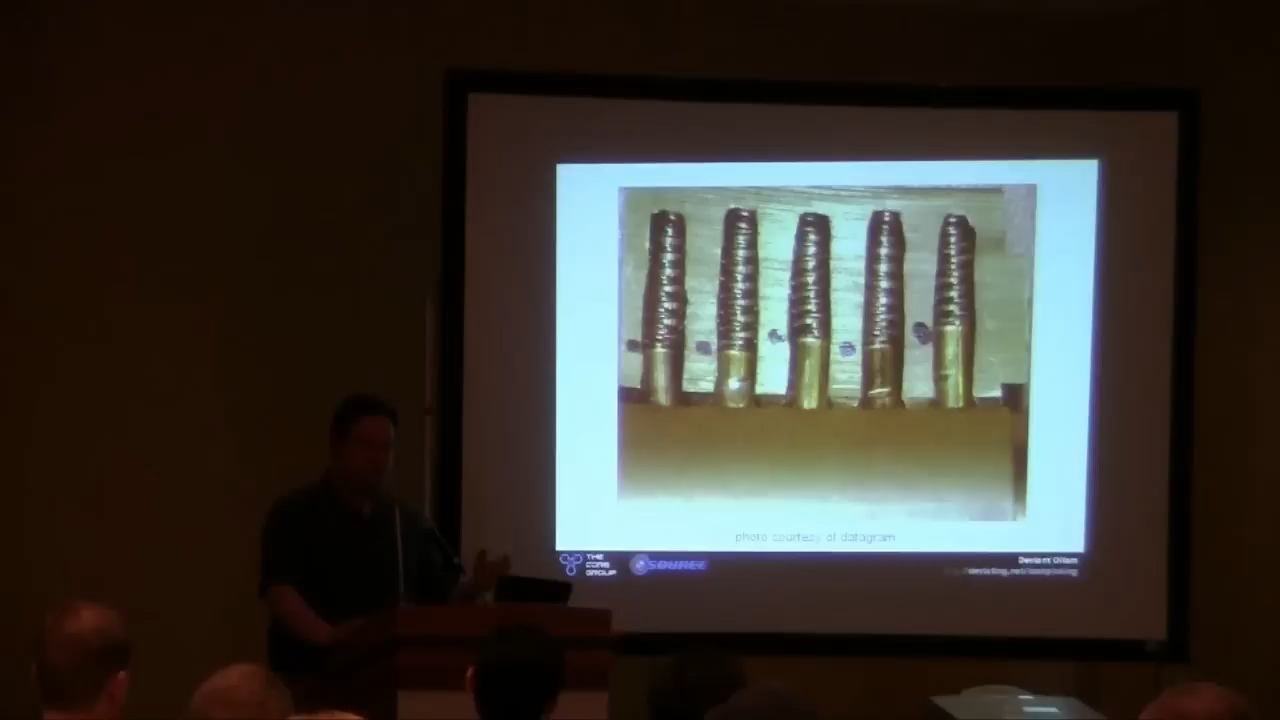 photo courtesy of datagram
THE
CORE
GROUP
SOURCE
Deviant Ollam